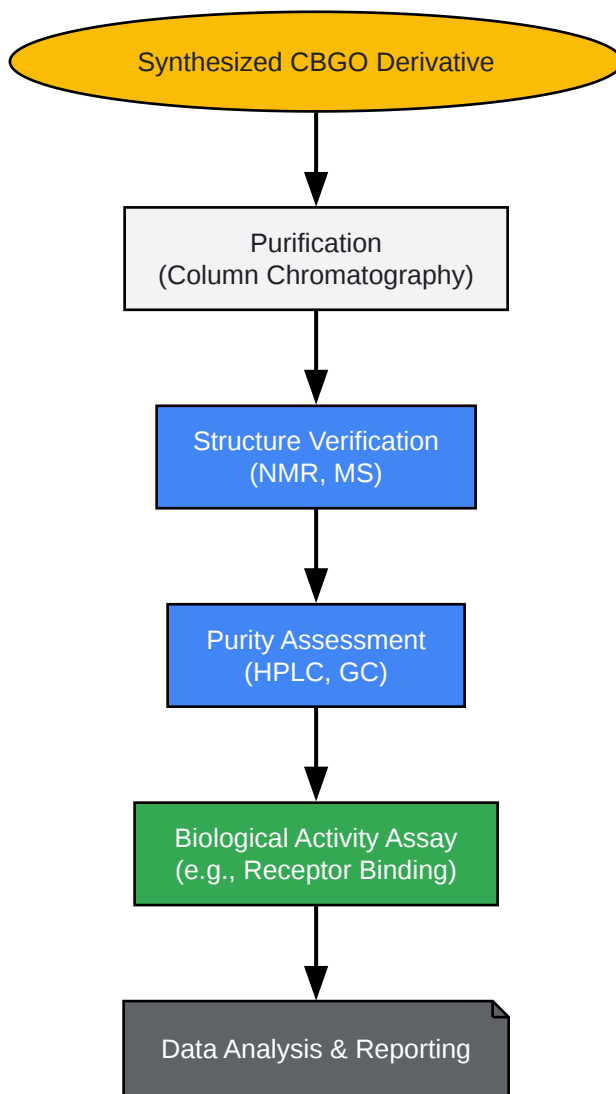 Synthesized CBGO Derivative
Purification
(Column Chromatography)
Structure Verification
(NMR, MS)
Purity Assessment
(HPLC, GC)
Biological Activity Assay
(e.g., Receptor Binding)
Data Analysis & Reporting